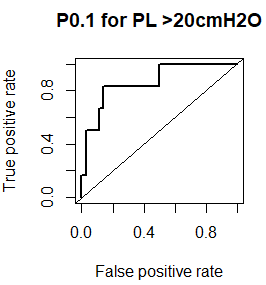 P0.1 for PL >20cmH2O
True positive rate
0.8
0.4
0.0
0.0 0.4 0.8
False positive rate